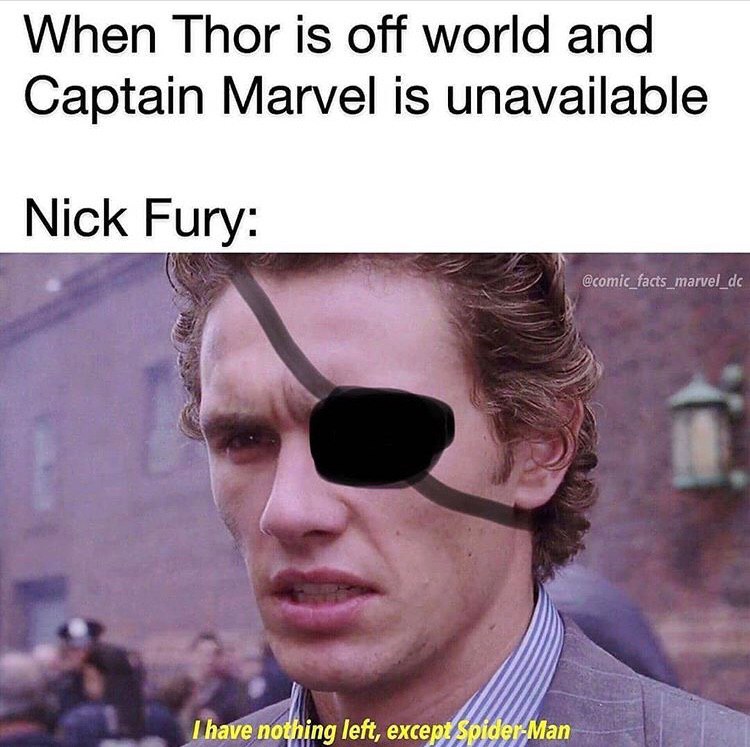 When Thor is off world and
Captain Marvel is unavailable
Nick Fury:
@comic_facts_marvel_dc
I have nothing left, except Spider-Man